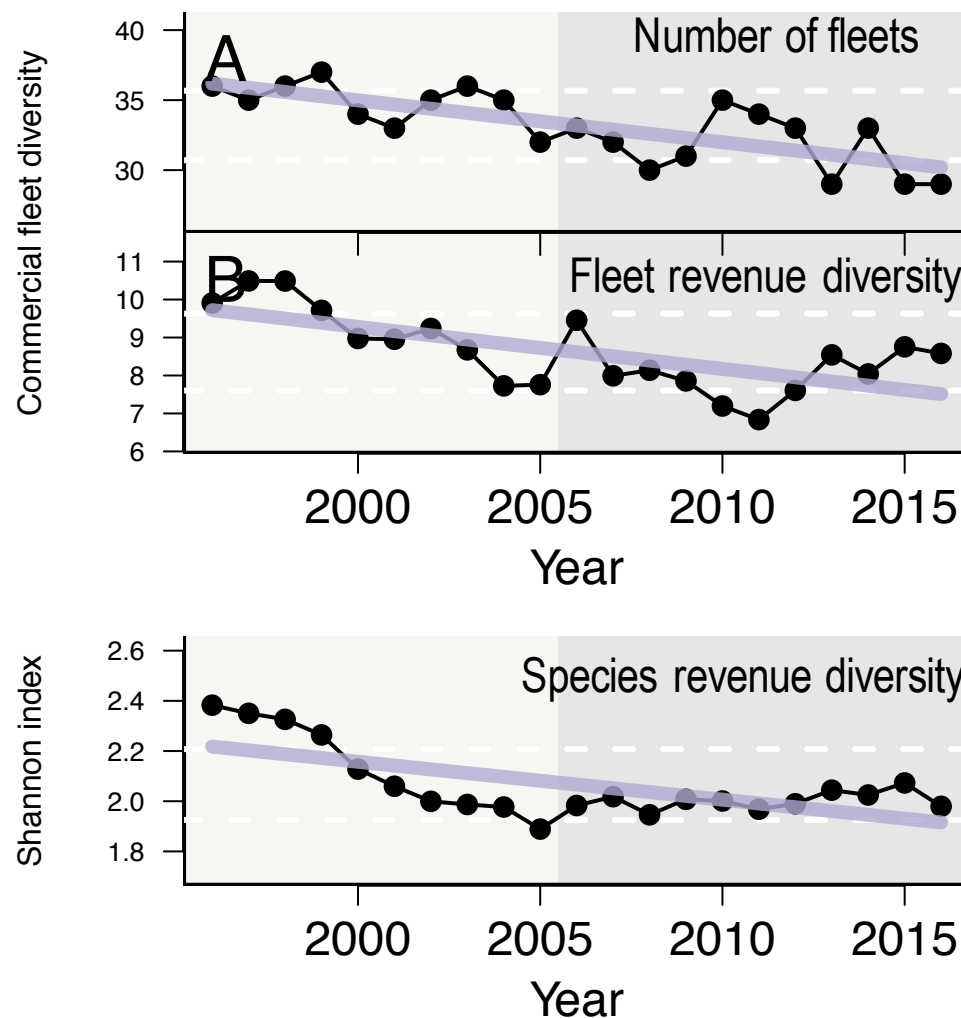 Commercial fleet diversity
40
35
30
A
Number of fleets
11
10
9
8
7
6
B
Fleet revenue diversity
2000 2005 2010 2015
Year
Shannon index
2.6
2.4
2.2
2.0
1.8
Species revenue diversity
2000 2005 2010 2015
Year